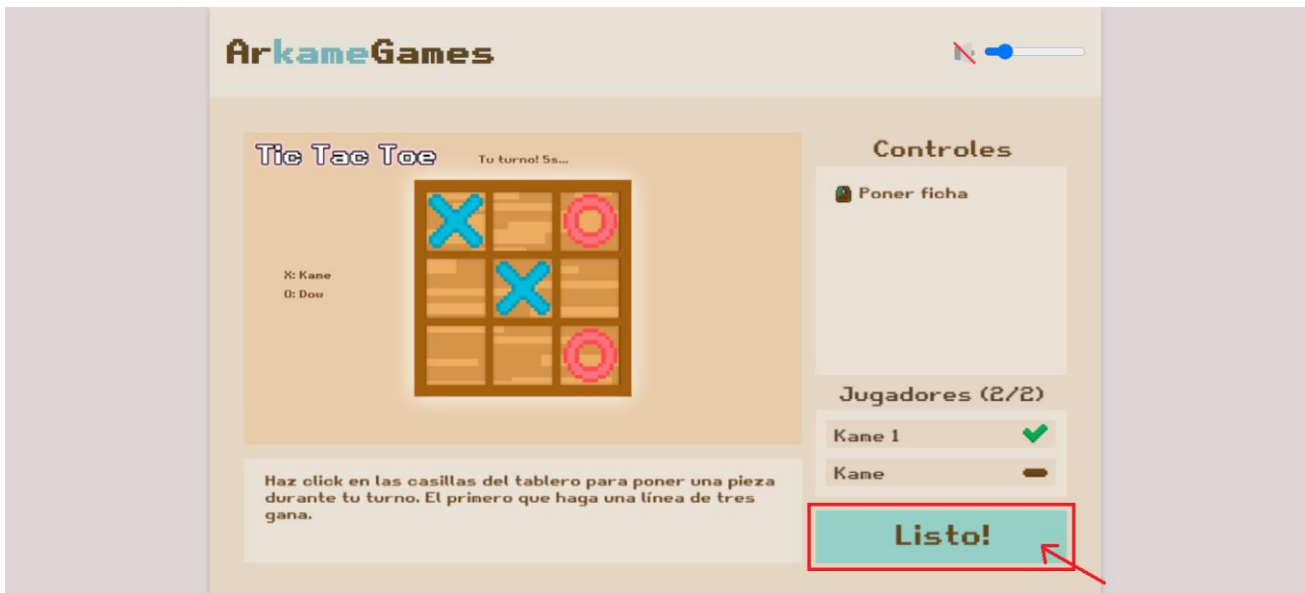 ArkameGames
Tic Tac Toe
Tu turno! 5s...
X: Kame
O: Dow
Haz click en las casillas del tablero para poner una pieza
durante tu turno. El primero que haga una línea de tres
gana.
Controles
Poner ficha
Jugadores (2/2)
Kame 1
Kame
Listo!